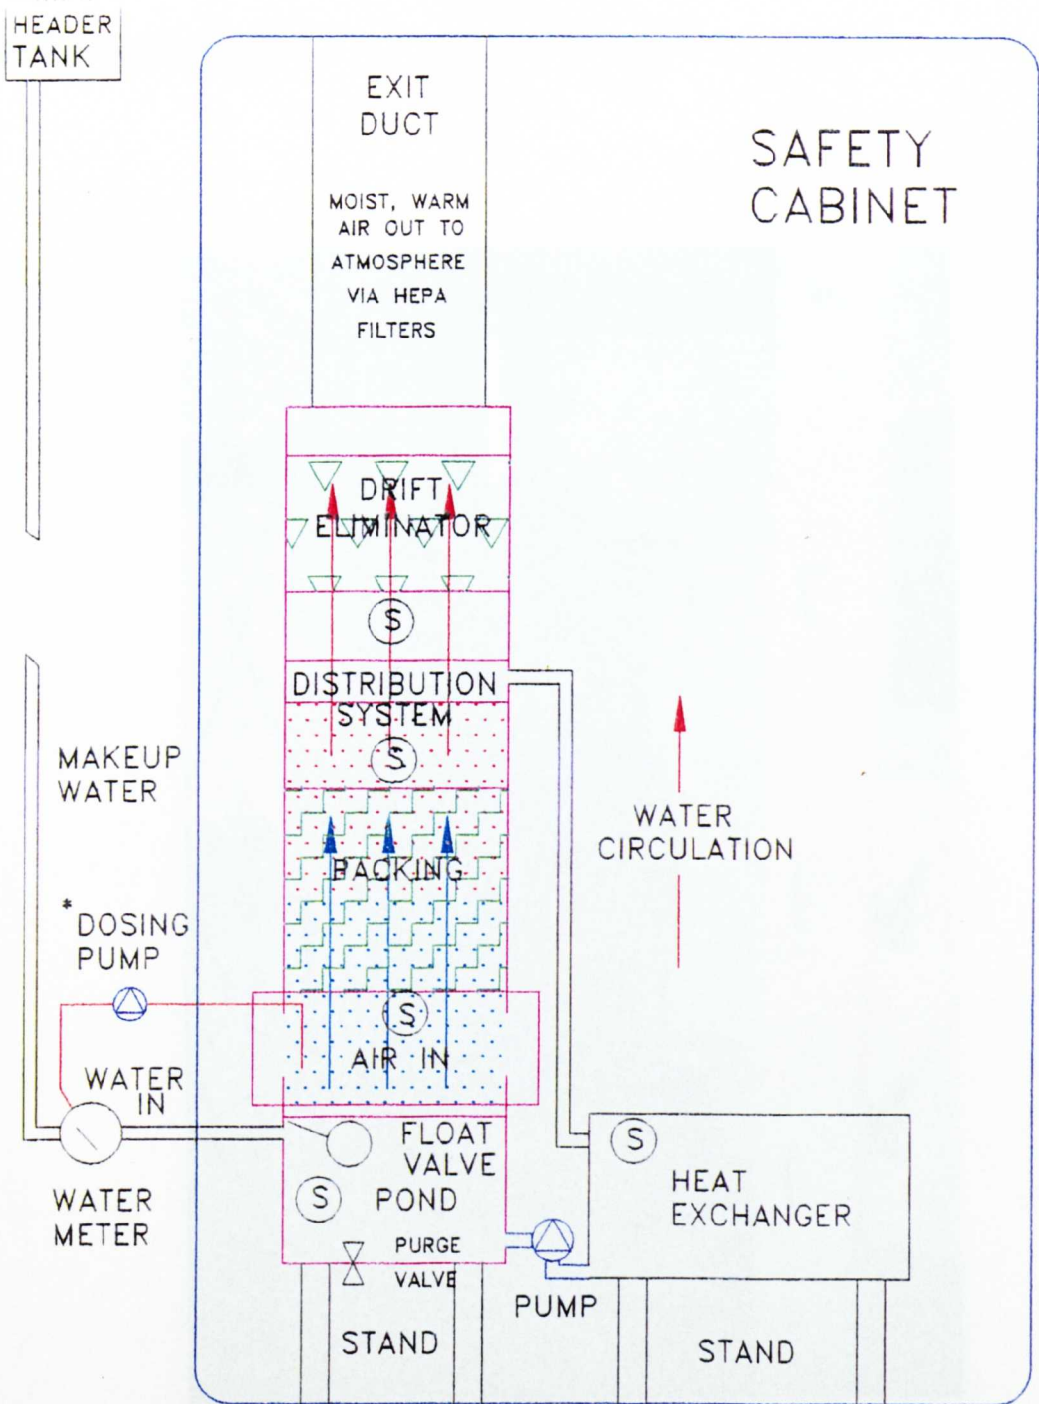 HEADER
TANK
EXIT
DUCT
SAFETY
CABINET
MOIST, WARM
AIR OUT TO
ATMOSPHERE
VIA HEPA
FILTERS
DRIFT
ELIMINATOR
S
DISTRIBUTION
SYSTEM
S
MAKEUP
WATER
WATER
CIRCULATION
PACKING
*DOSING
PUMP
S
AIR IN
WATER
IN
FLOAT
VALVE
S
POND
S
HEAT
EXCHANGER
WATER
METER
PURGE
VALVE
PUMP
STAND
STAND